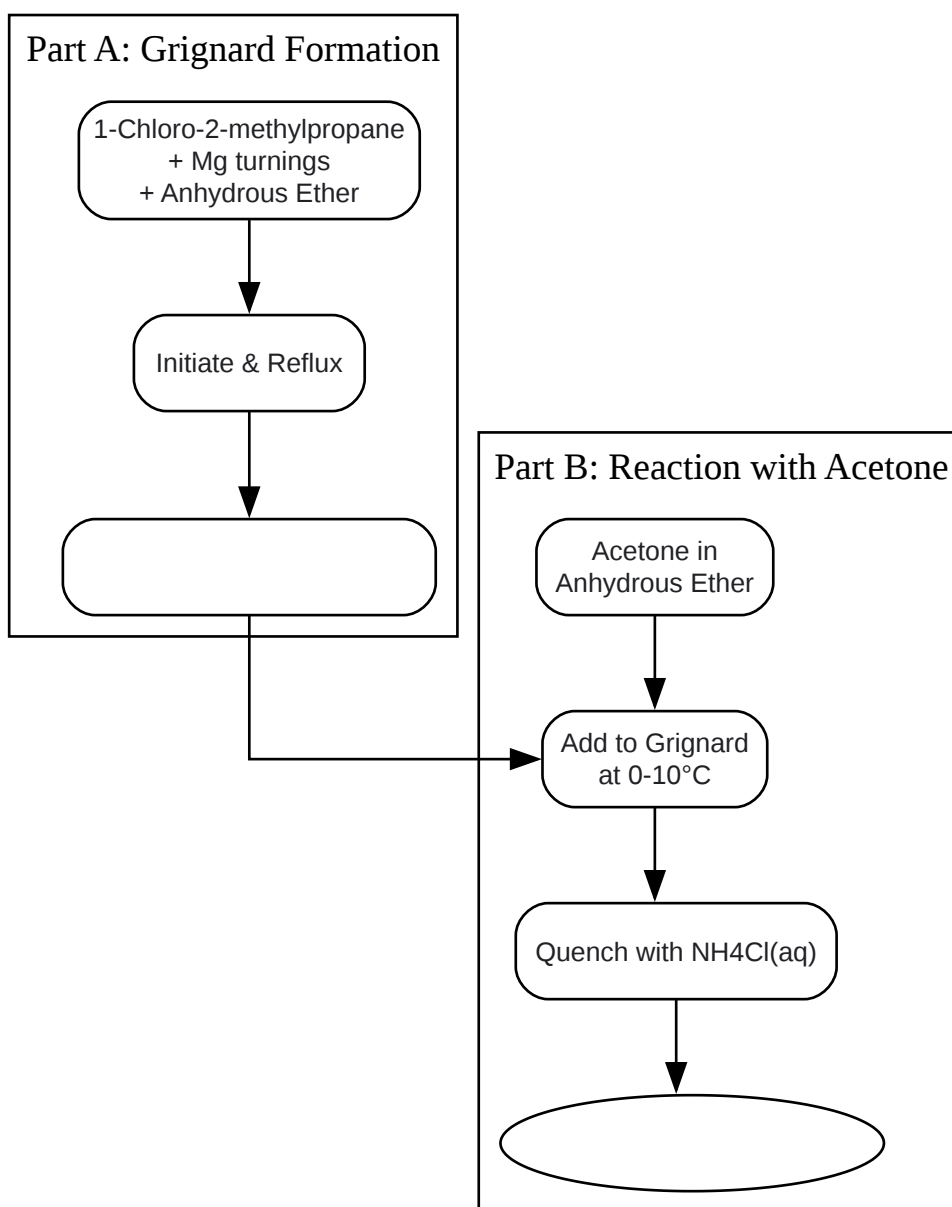 Part A: Grignard Formation
1-Chloro-2-methylpropane
+ Mg turnings
+ Anhydrous Ether
Initiate & Reflux
Part B: Reaction with Acetone
Acetone in
Anhydrous Ether
Add to Grignard
at 0-10°C
Quench with NH4Cl(aq)